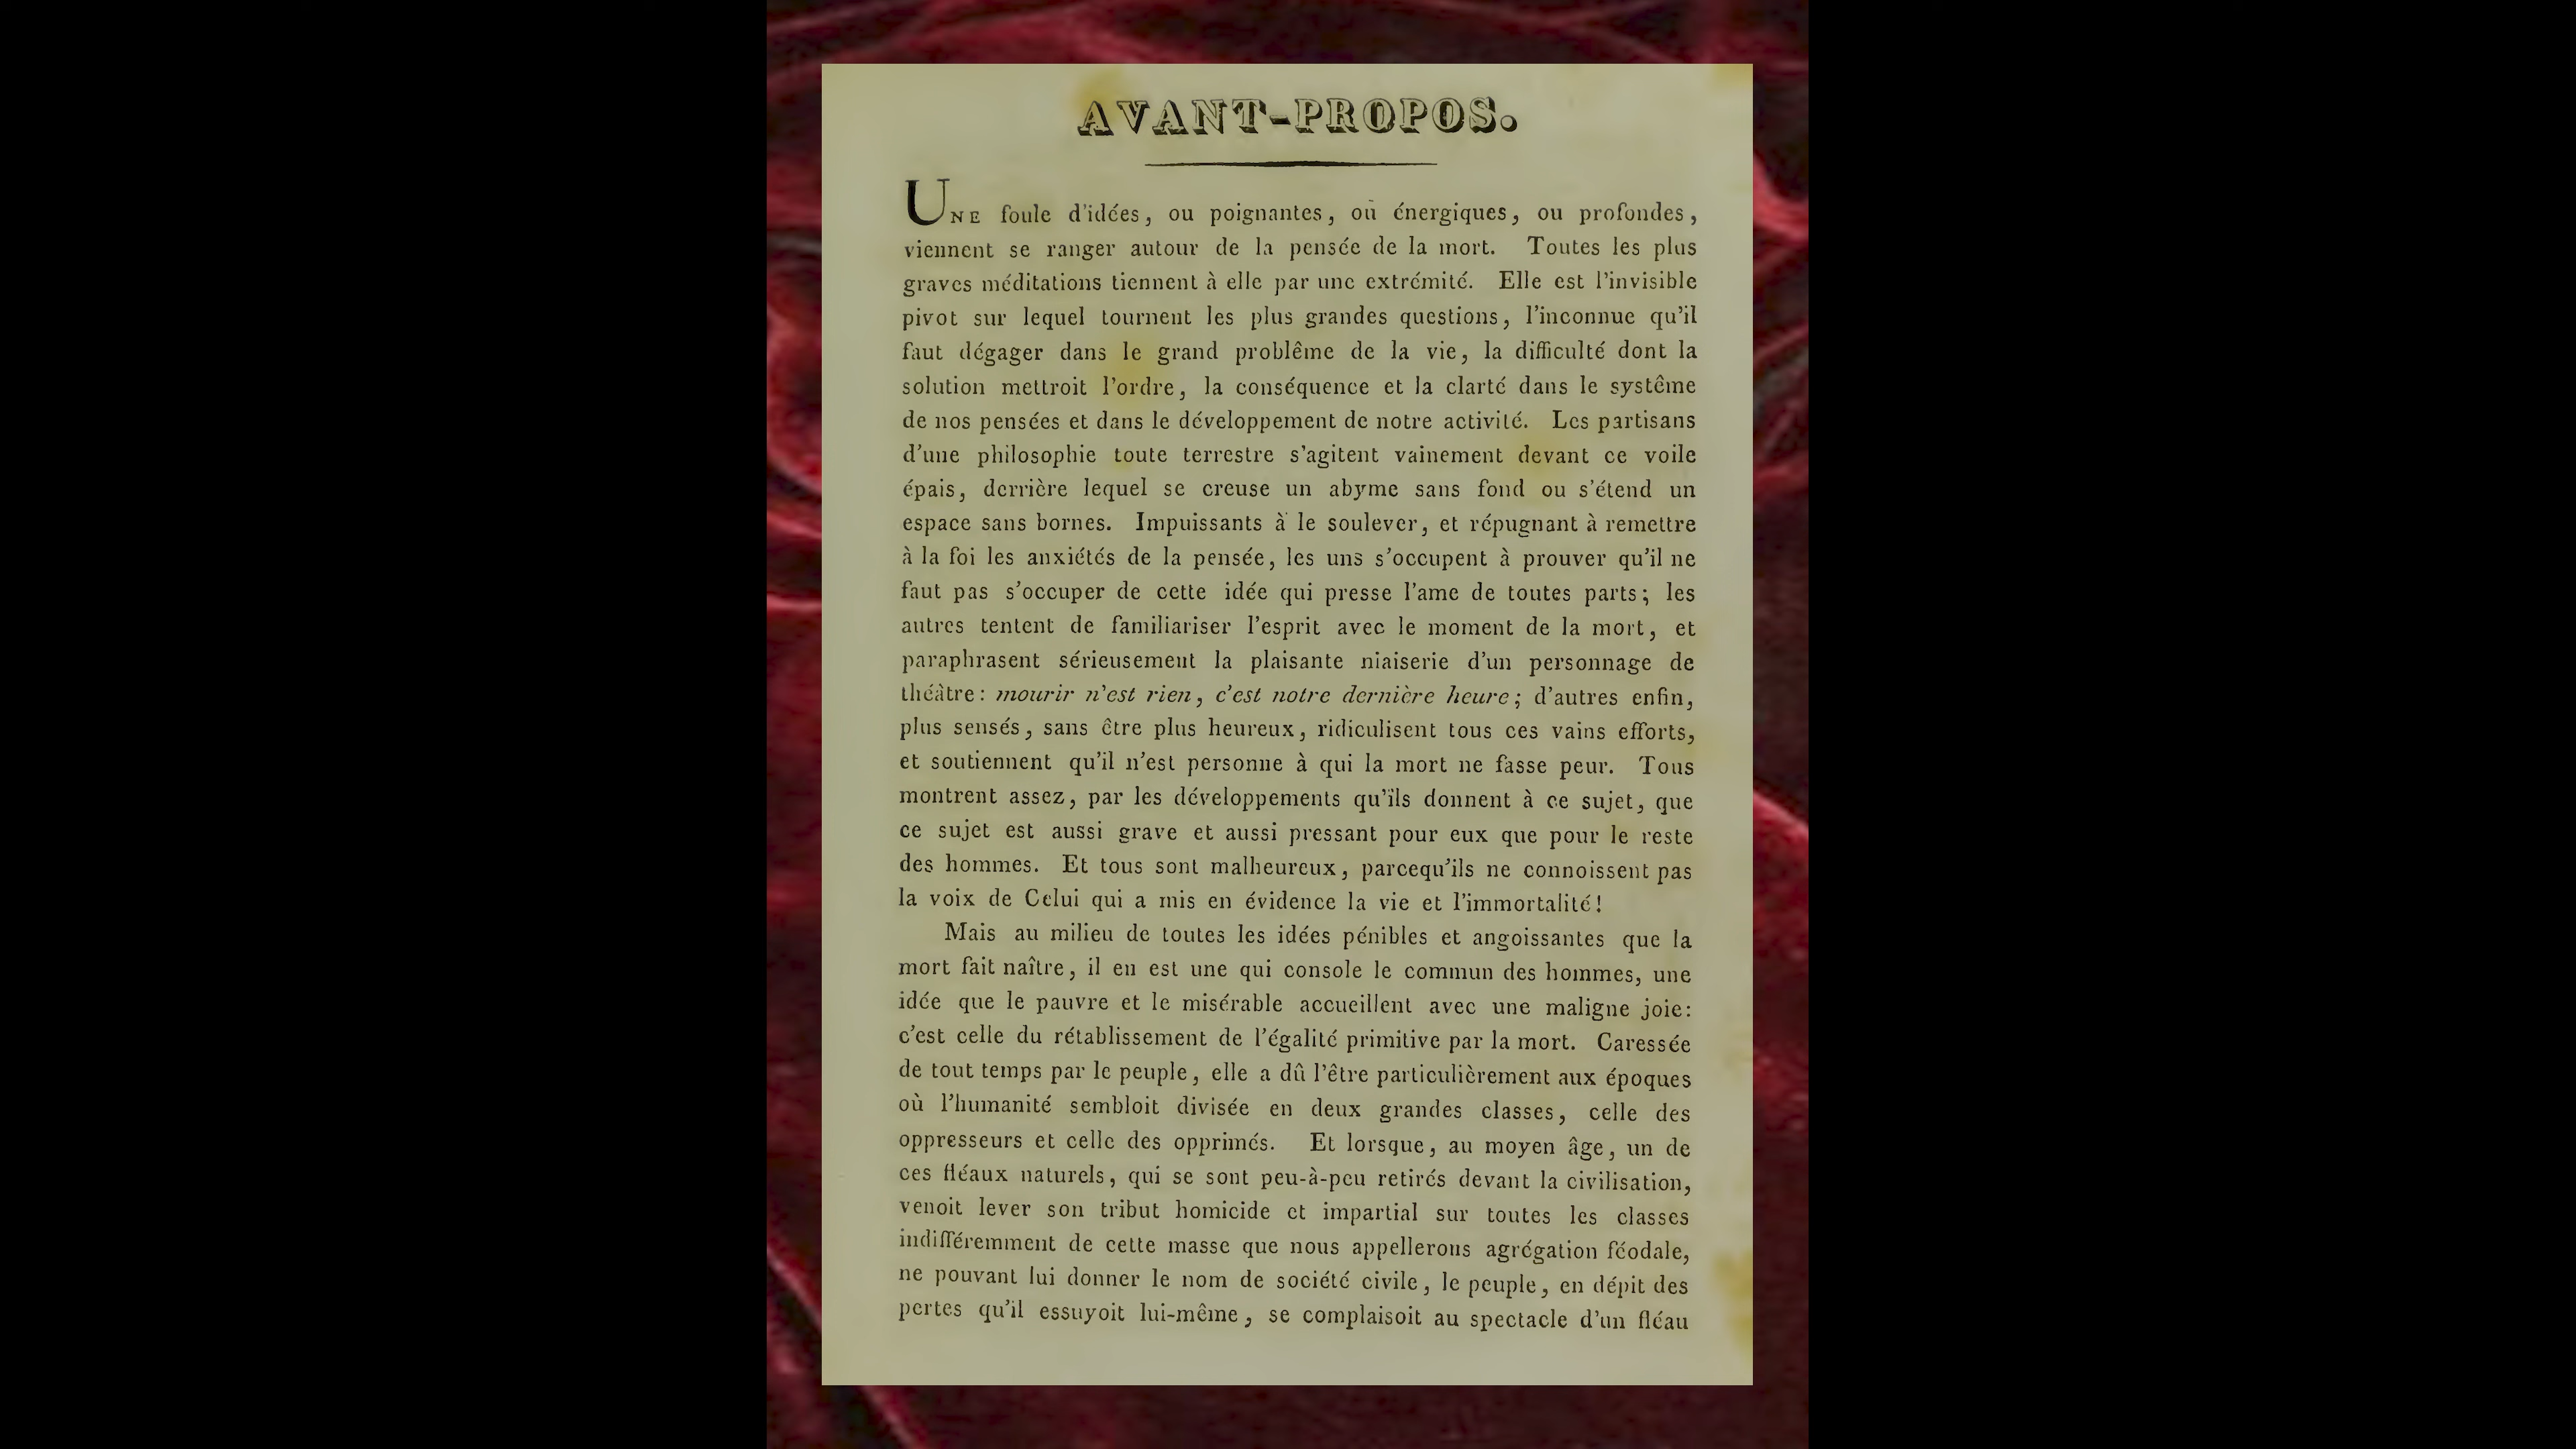 AVANT-PROPOS.
UNE foule d'idées, ou poignantes, ou énergiques, ou profondes,
viennent se ranger autour de la pensée de la mort. Toutes les plus
graves méditations tiennent à elle par une extrémité. Elle est l'invisible
pivot sur lequel tournent les plus grandes questions, l'inconnue qu'il
faut dégager dans le grand problême de la vie, la difficulté dont la
solution mettroit l'ordre, la conséquence et la clarté dans le systême
de nos pensées et dans le développement de notre activité. Les partisans
d'une philosophie toute terrestre s'agitent vainement devant ce voile
épais, derrière lequel se creuse un abyme sans fond ou s'étend un
espace sans bornes. Impuissants à le soulever, et répugnant à remettre
à la foi les anxiétés de la pensée, les uns s'occupent à prouver qu'il ne
faut pas s'occuper de cette idée qui presse l'ame de toutes parts; les
autres tentent de familiariser l'esprit avec le moment de la mort, et
paraphrasent sérieusement la plaisante niaiserie d'un personnage de
théâtre: mourir n'est rien, c'est notre dernière heure; d'autres enfin,
plus sensés, sans être plus heureux, ridiculisent tous ces vains efforts,
et soutiennent qu'il n'est personne à qui la mort ne fasse peur. Tous
montrent assez, par les développements qu'ils donnent à ce sujet, que
ce sujet est aussi grave et aussi pressant pour eux que pour le reste
des hommes. Et tous sont malheureux, parcequ'ils ne connoissent pas
la voix de Celui qui a mis en évidence la vie et l'immortalité!
Mais au milieu de toutes les idées pénibles et angoissantes que la
mort fait naître, il en est une qui console le commun des hommes, une
idée que le pauvre et le misérable accueillent avec une maligne joie:
c'est celle du rétablissement de l'égalité primitive par la mort. Caressée
de tout temps par le peuple, elle a dû l'être particulièrement aux époques
où l'humanité sembloit divisée en deux grandes classes, celle des
oppresseurs et celle des opprimés. Et lorsque, au moyen âge, un de
ces fléaux naturels, qui se sont peu-à-peu retirés devant la civilisation,
venoit lever son tribut homicide et impartial sur toutes les classes
indifféremment de cette masse que nous appellerons agrégation féodale,
ne pouvant lui donner le nom de société civile, le peuple, en dépit des
pertes qu'il essuyoit lui-même, se complaisoit au spectacle d'un fléau